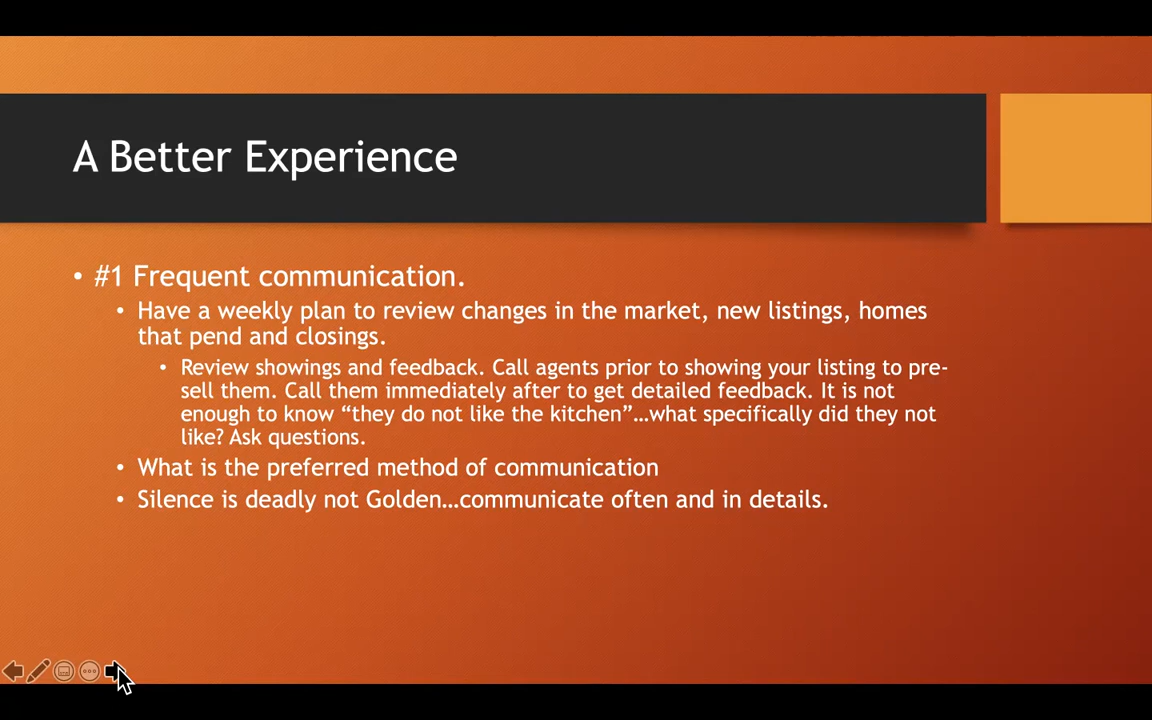 A Better Experience
• #1 Frequent communication.
• Have a weekly plan to review changes in the market, new listings, homes
that pend and closings.
• Review showings and feedback. Call agents prior to showing your listing to pre-
sell them. Call them immediately after to get detailed feedback. It is not
enough to know “they do not like the kitchen”…what specifically did they not
like? Ask questions.
• What is the preferred method of communication
• Silence is deadly not Golden…communicate often and in details.